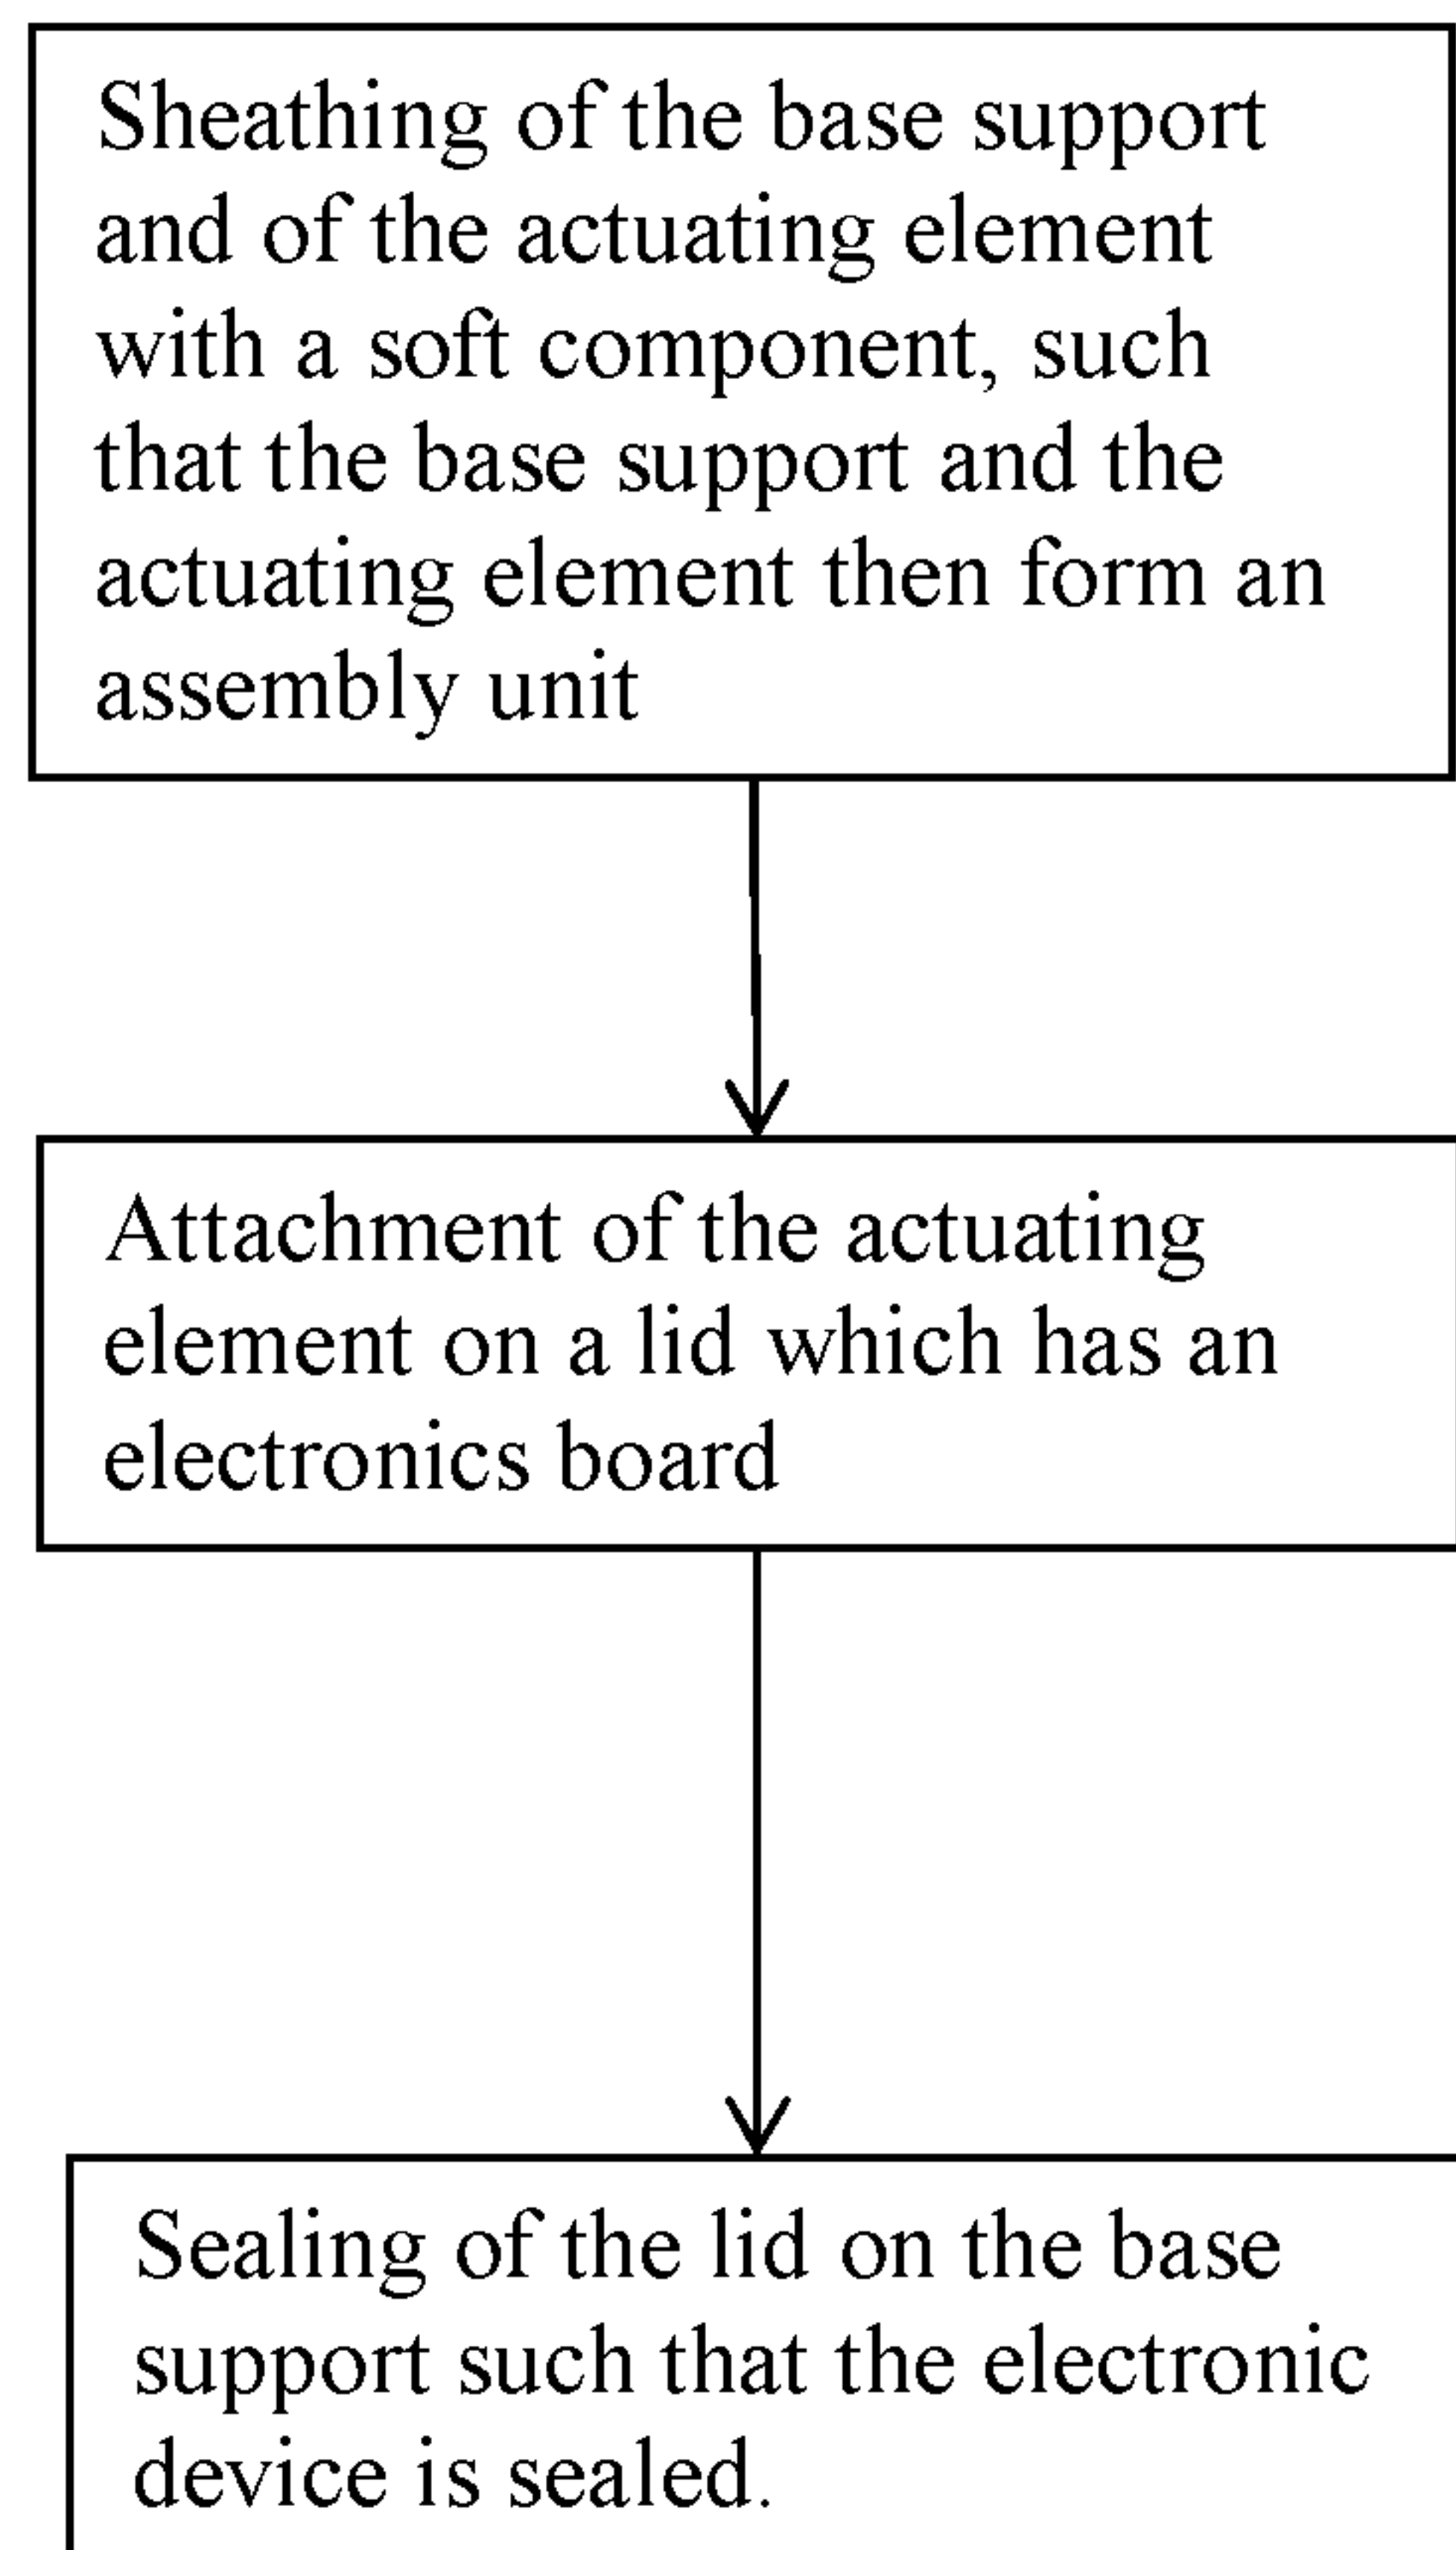 Sheathing of the base support
and of the actuating element
with a soft component, such
that the base support and the
actuating element then form an
assembly unit
Attachment of the actuating
element on a lid which has an
electronics board
Sealing of the lid on the base
support such that the electronic
device is sealed.